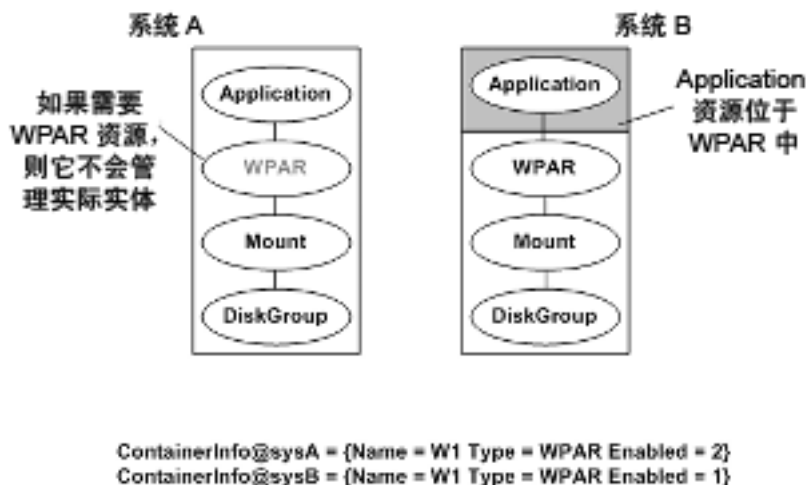 系统 A
系统 B
如果需要
WPAR 资源，
则它不会管
理实际实体
Application
WPAR
Mount
DiskGroup
Application
WPAR
Mount
DiskGroup
Application
资源位于
WPAR 中
ContainerInfo@sysA = {Name = W1 Type = WPAR Enabled = 2}
ContainerInfo@sysB = {Name = W1 Type = WPAR Enabled = 1}